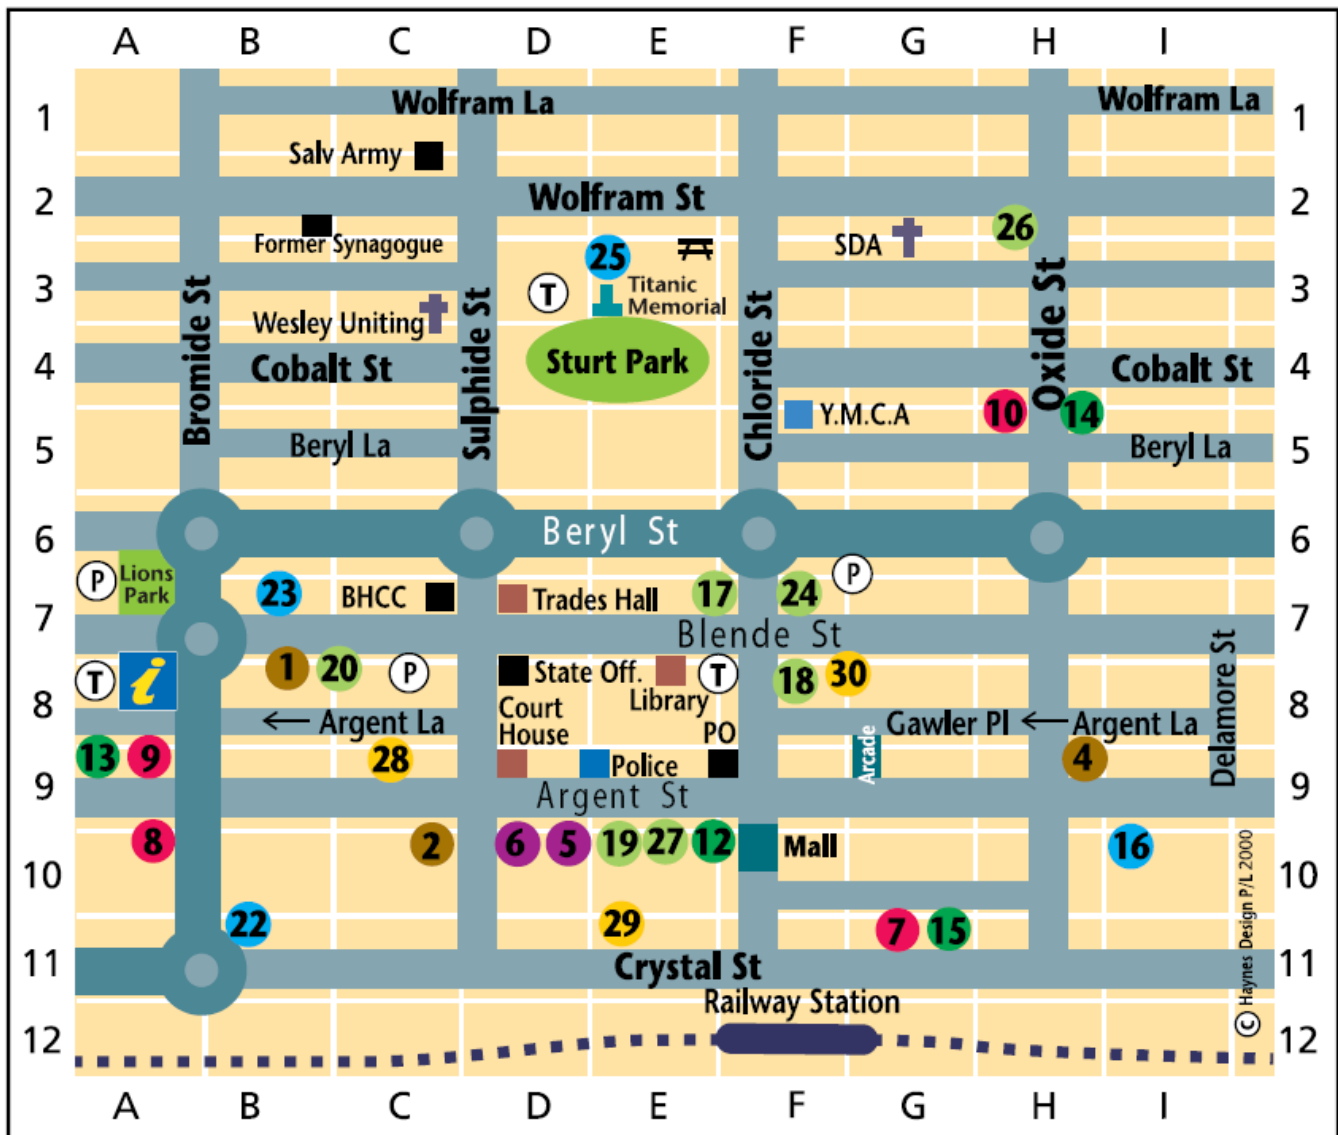 A B C D E F G H I
1 Wolfram La Wolfram La 1
Salv Army
2 Wolfram St 2
Former Synagogue
25
SDA
26
3 Bromide St Sulphide St Chloride St Oxide St 3
T
Titanic
Memorial
Wesley Uniting
4 Cobalt St Sturt Park Cobalt St 4
Y.M.C.A 10 14
5 Beryl La Beryl La 5
6 Beryl St 6
P Lions
Park
23 BHCC Trades Hall 17 24 P
7 Blende St 7
T i 1 20 P State Off. T 18 30 Delamore St
8 Library 8
Court
House
PO
Argent La Gawler Pl Argent La
13 9 28 Police Arcade 4
9 Argent St 9
8 2 6 5 19 27 12 Mall 16
10 10
22 29 7 15
11 Crystal St 11
Railway Station
12 12
© Haynes Design P/L 2000
A B C D E F G H I